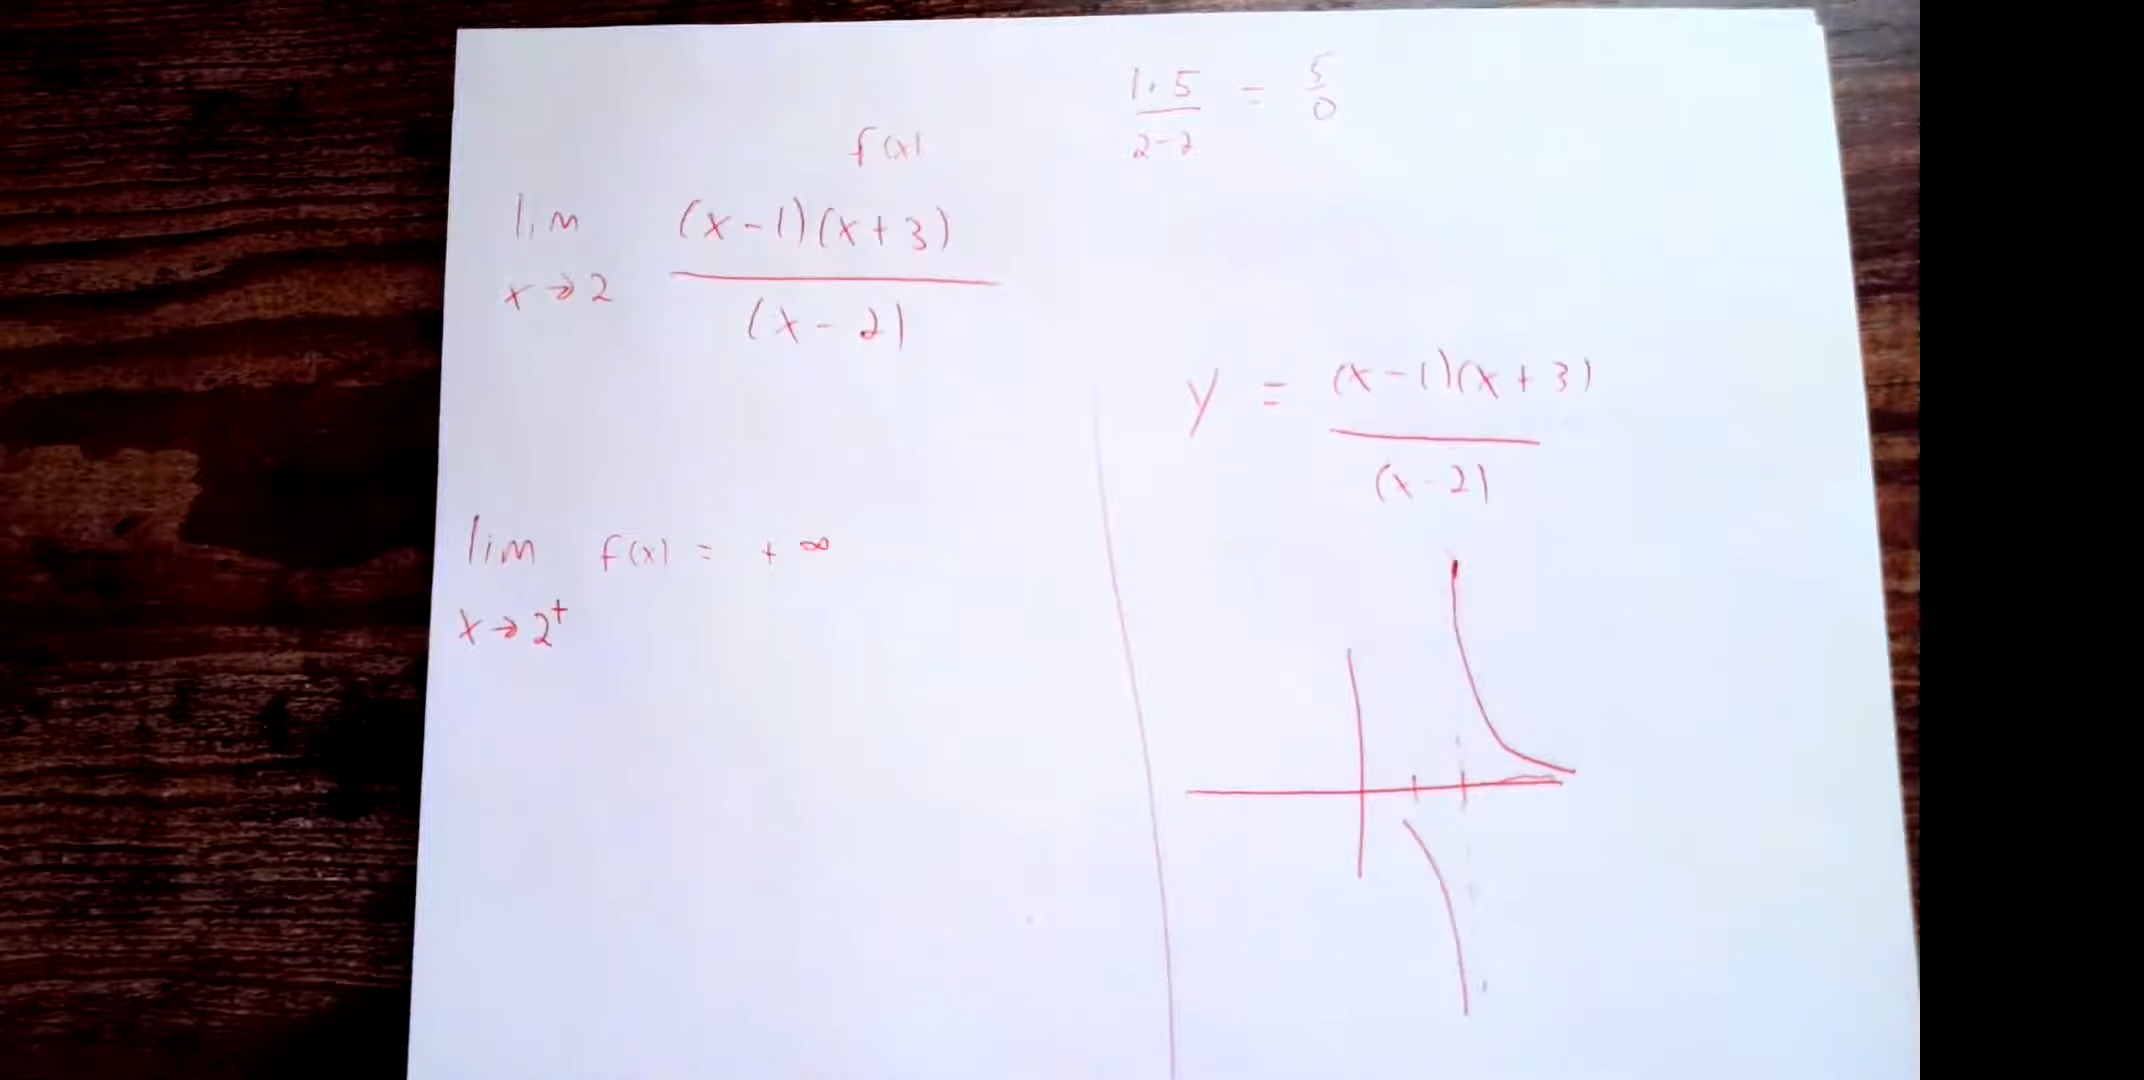 1·5 / 2-2 = 5/0
f(x)
lim x→2 (x-1)(x+3) / (x-2)
y = (x-1)(x+3) / (x-2)
lim x→2⁺ f(x) = +∞